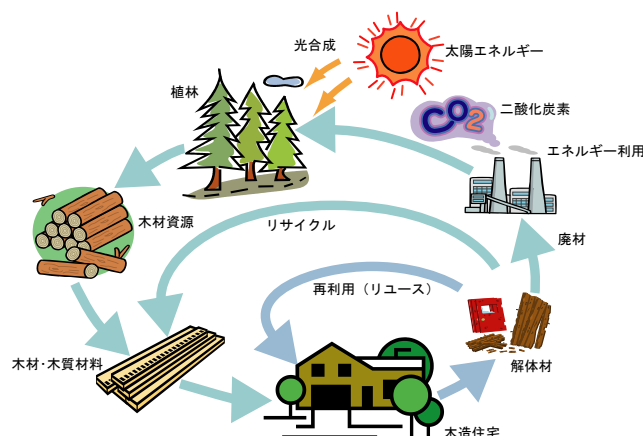 光合成
太陽エネルギー
植林
CO2
二酸化炭素
エネルギー利用
木材資源
リサイクル
廃材
再利用（リユース）
木材・木質材料
解体材
木造住宅